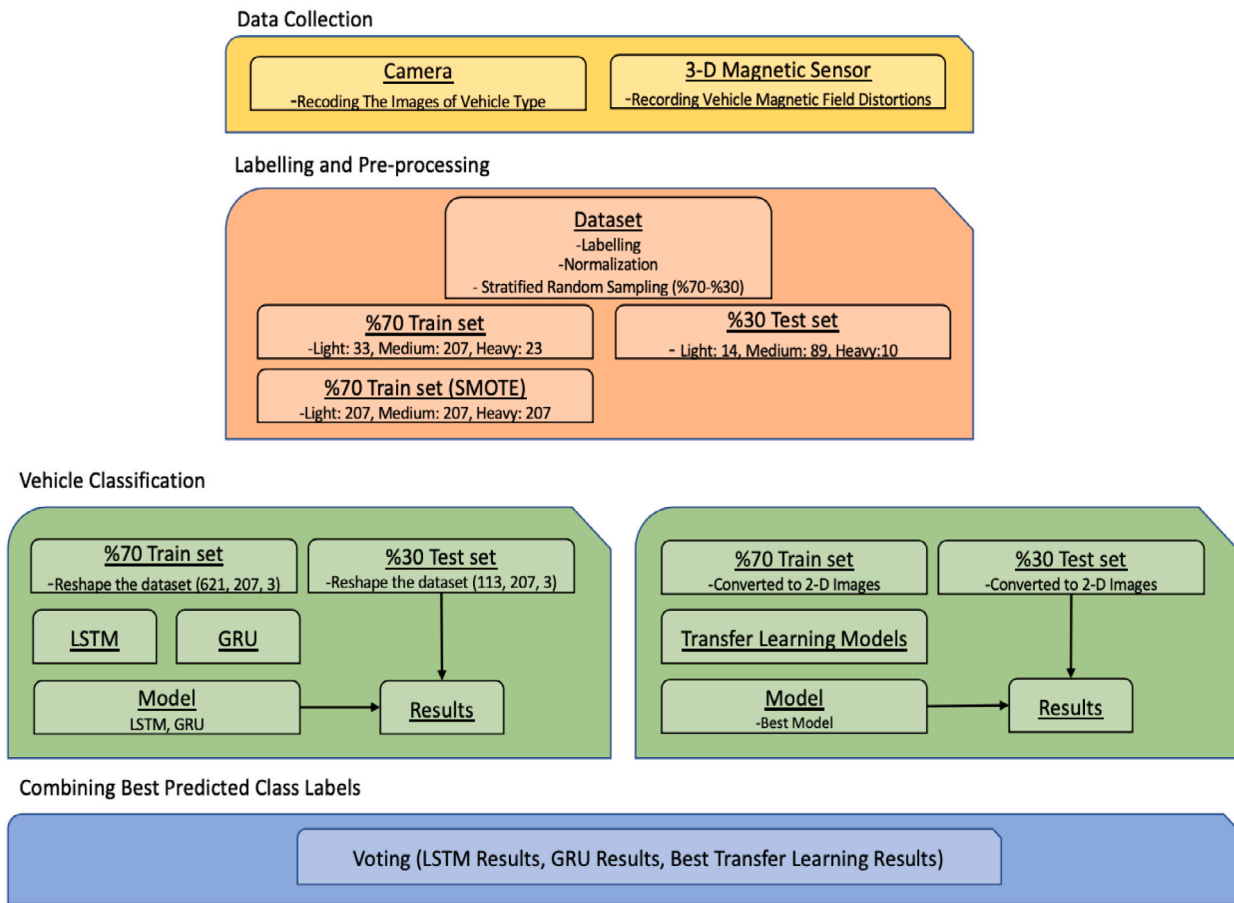 Data Collection
Camera
-Recoding The Images of Vehicle Type
3-D Magnetic Sensor
-Recording Vehicle Magnetic Field Distortions
Labelling and Pre-processing
Dataset
-Labelling
-Normalization
- Stratified Random Sampling (%70-%30)
%70 Train set
-Light: 33, Medium: 207, Heavy: 23
%30 Test set
- Light: 14, Medium: 89, Heavy:10
%70 Train set (SMOTE)
-Light: 207, Medium: 207, Heavy: 207
Vehicle Classification
%70 Train set
-Reshape the dataset (621, 207, 3)
%30 Test set
-Reshape the dataset (113, 207, 3)
LSTM
GRU
Model
LSTM, GRU
Results
%70 Train set
-Converted to 2-D Images
%30 Test set
-Converted to 2-D Images
Transfer Learning Models
Model
-Best Model
Results
Combining Best Predicted Class Labels
Voting (LSTM Results, GRU Results, Best Transfer Learning Results)